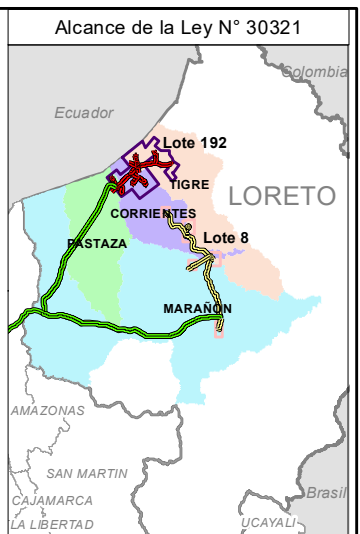 Alcance de la Ley N° 30321
Colombia
Ecuador
Lote 192
TIGRE
LORETO
CORRIENTES
Lote 8
PASTAZA
MARAÑON
AMAZONAS
SAN MARTIN
CAJAMARCA
Brasil
LA LIBERTAD
UCAYALI